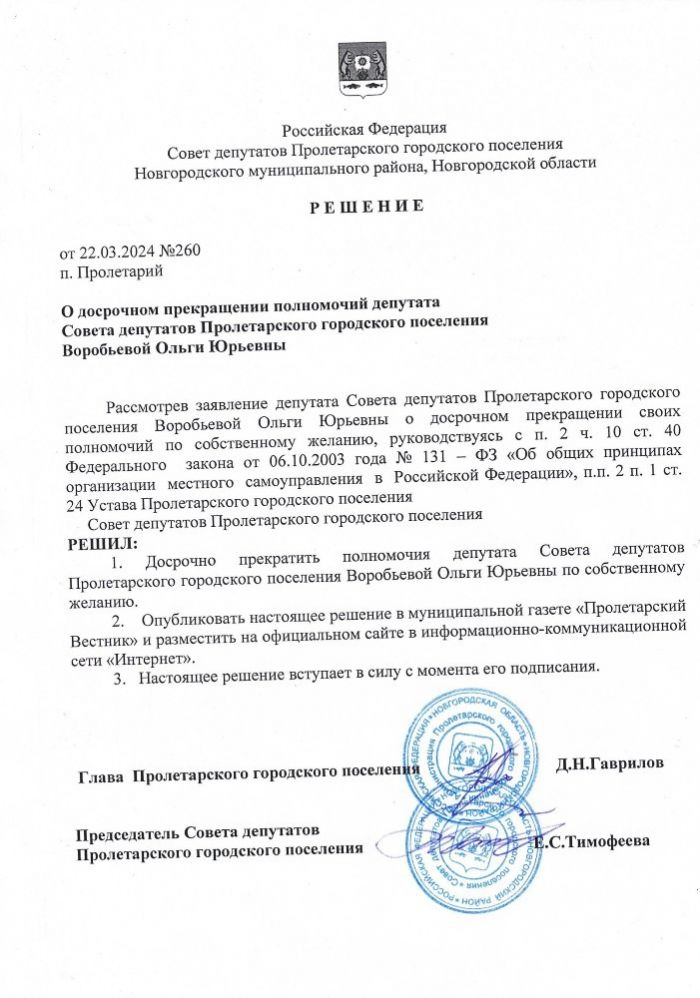 Российская Федерация
Совет депутатов Пролетарского городского поселения
Новгородского муниципального района, Новгородской области
Р Е Ш Е Н И Е
от 22.03.2024 №260
п. Пролетарий
О досрочном прекращении полномочий депутата
Совета депутатов Пролетарского городского поселения
Воробьевой Ольги Юрьевны
Рассмотрев заявление депутата Совета депутатов Пролетарского городского
поселения Воробьевой Ольги Юрьевны о досрочном прекращении своих
полномочий по собственному желанию, руководствуясь с п. 2 ч. 10 ст. 40
Федерального закона от 06.10.2003 года № 131 – ФЗ «Об общих принципах
организации местного самоуправления в Российской Федерации», п.п. 2 п. 1 ст.
24 Устава Пролетарского городского поселения
Совет депутатов Пролетарского городского поселения
РЕШИЛ:
1. Досрочно прекратить полномочия депутата Совета депутатов
Пролетарского городского поселения Воробьевой Ольги Юрьевны по собственному
желанию.
2. Опубликовать настоящее решение в муниципальной газете «Пролетарский
Вестник» и разместить на официальном сайте в информационно-коммуникационной
сети «Интернет».
3. Настоящее решение вступает в силу с момента его подписания.
Глава Пролетарского городского поселения Д.Н.Гаврилов
Председатель Совета депутатов
Пролетарского городского поселения Е.С.Тимофеева